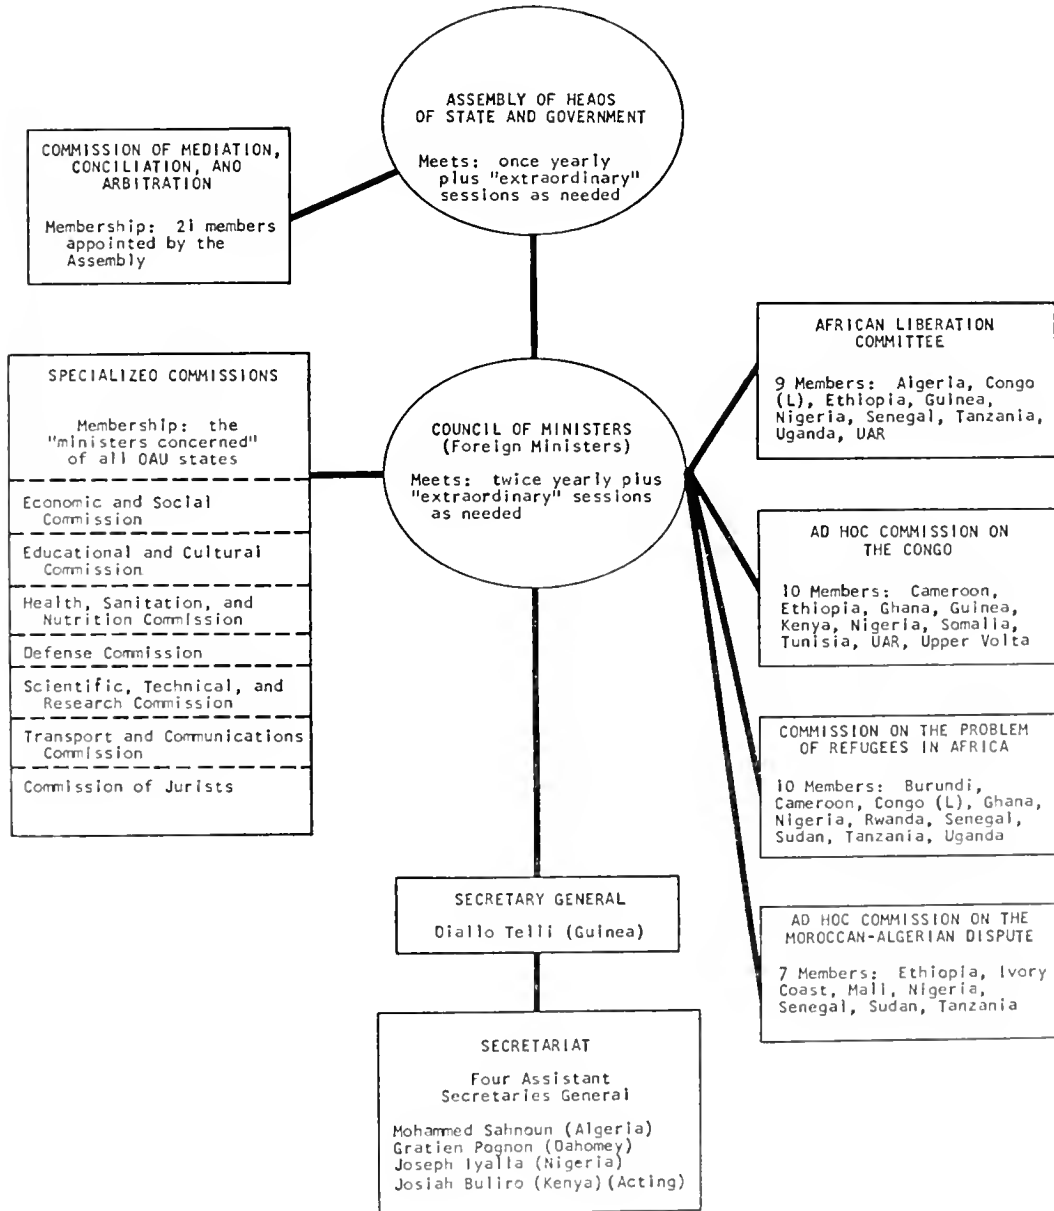 ASSEMBLY OF HEADS
OF STATE AND GOVERNMENT
Meets: once yearly
plus "extraordinary"
sessions as needed
COMMISSION OF MEDIATION,
CONCILIATION, AND
ARBITRATION
Membership: 21 members
appointed by the
Assembly
SPECIALIZED COMMISSIONS
Membership: the
"ministers concerned"
of all OAU states
Economic and Social
Commission
Educational and Cultural
Commission
Health, Sanitation, and
Nutrition Commission
Defense Commission
Scientific, Technical, and
Research Commission
Transport and Communications
Commission
Commission of Jurists
COUNCIL OF MINISTERS
(Foreign Ministers)
Meets: twice yearly plus
"extraordinary" sessions
as needed
AFRICAN LIBERATION
COMMITTEE
9 Members: Algeria, Congo
(L), Ethiopia, Guinea,
Nigeria, Senegal, Tanzania,
Uganda, UAR
AD HOC COMMISSION ON
THE CONGO
10 Members: Cameroon,
Ethiopia, Ghana, Guinea,
Kenya, Nigeria, Somalia,
Tunisia, UAR, Upper Volta
COMMISSION ON THE PROBLEM
OF REFUGEES IN AFRICA
10 Members: Burundi,
Cameroon, Congo (L), Ghana,
Nigeria, Rwanda, Senegal,
Sudan, Tanzania, Uganda
AD HOC COMMISSION ON THE
MOROCCAN-ALGERIAN DISPUTE
7 Members: Ethiopia, Ivory
Coast, Mali, Nigeria,
Senegal, Sudan, Tanzania
SECRETARY GENERAL
Diallo Telli (Guinea)
SECRETARIAT
Four Assistant
Secretaries General
Mohammed Sahnoun (Algeria)
Gratien Pognon (Dahomey)
Joseph Iyalla (Nigeria)
Josiah Buliro (Kenya)(Acting)